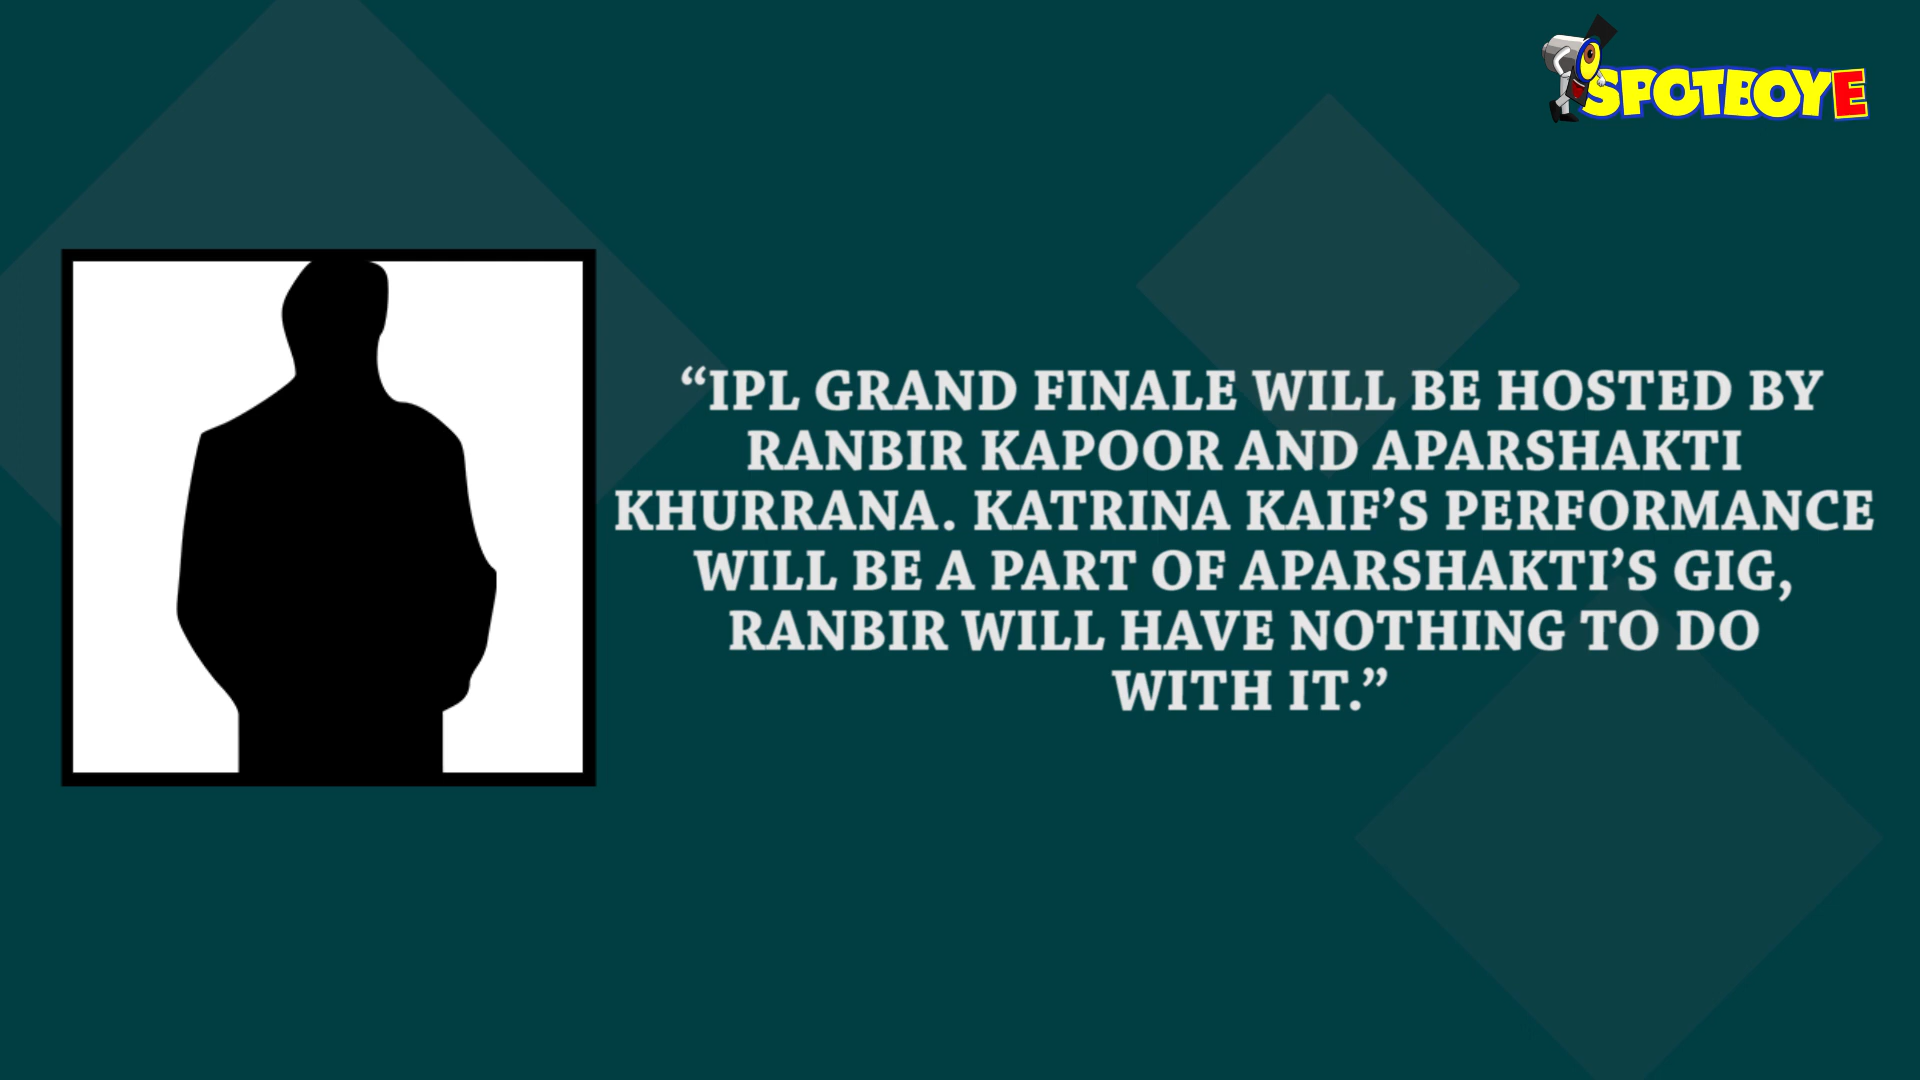 SPOTBOYE
“IPL GRAND FINALE WILL BE HOSTED BY
RANBIR KAPOOR AND APARSHAKTI
KHURRANA. KATRINA KAIF’S PERFORMANCE
WILL BE A PART OF APARSHAKTI’S GIG,
RANBIR WILL HAVE NOTHING TO DO
WITH IT.”